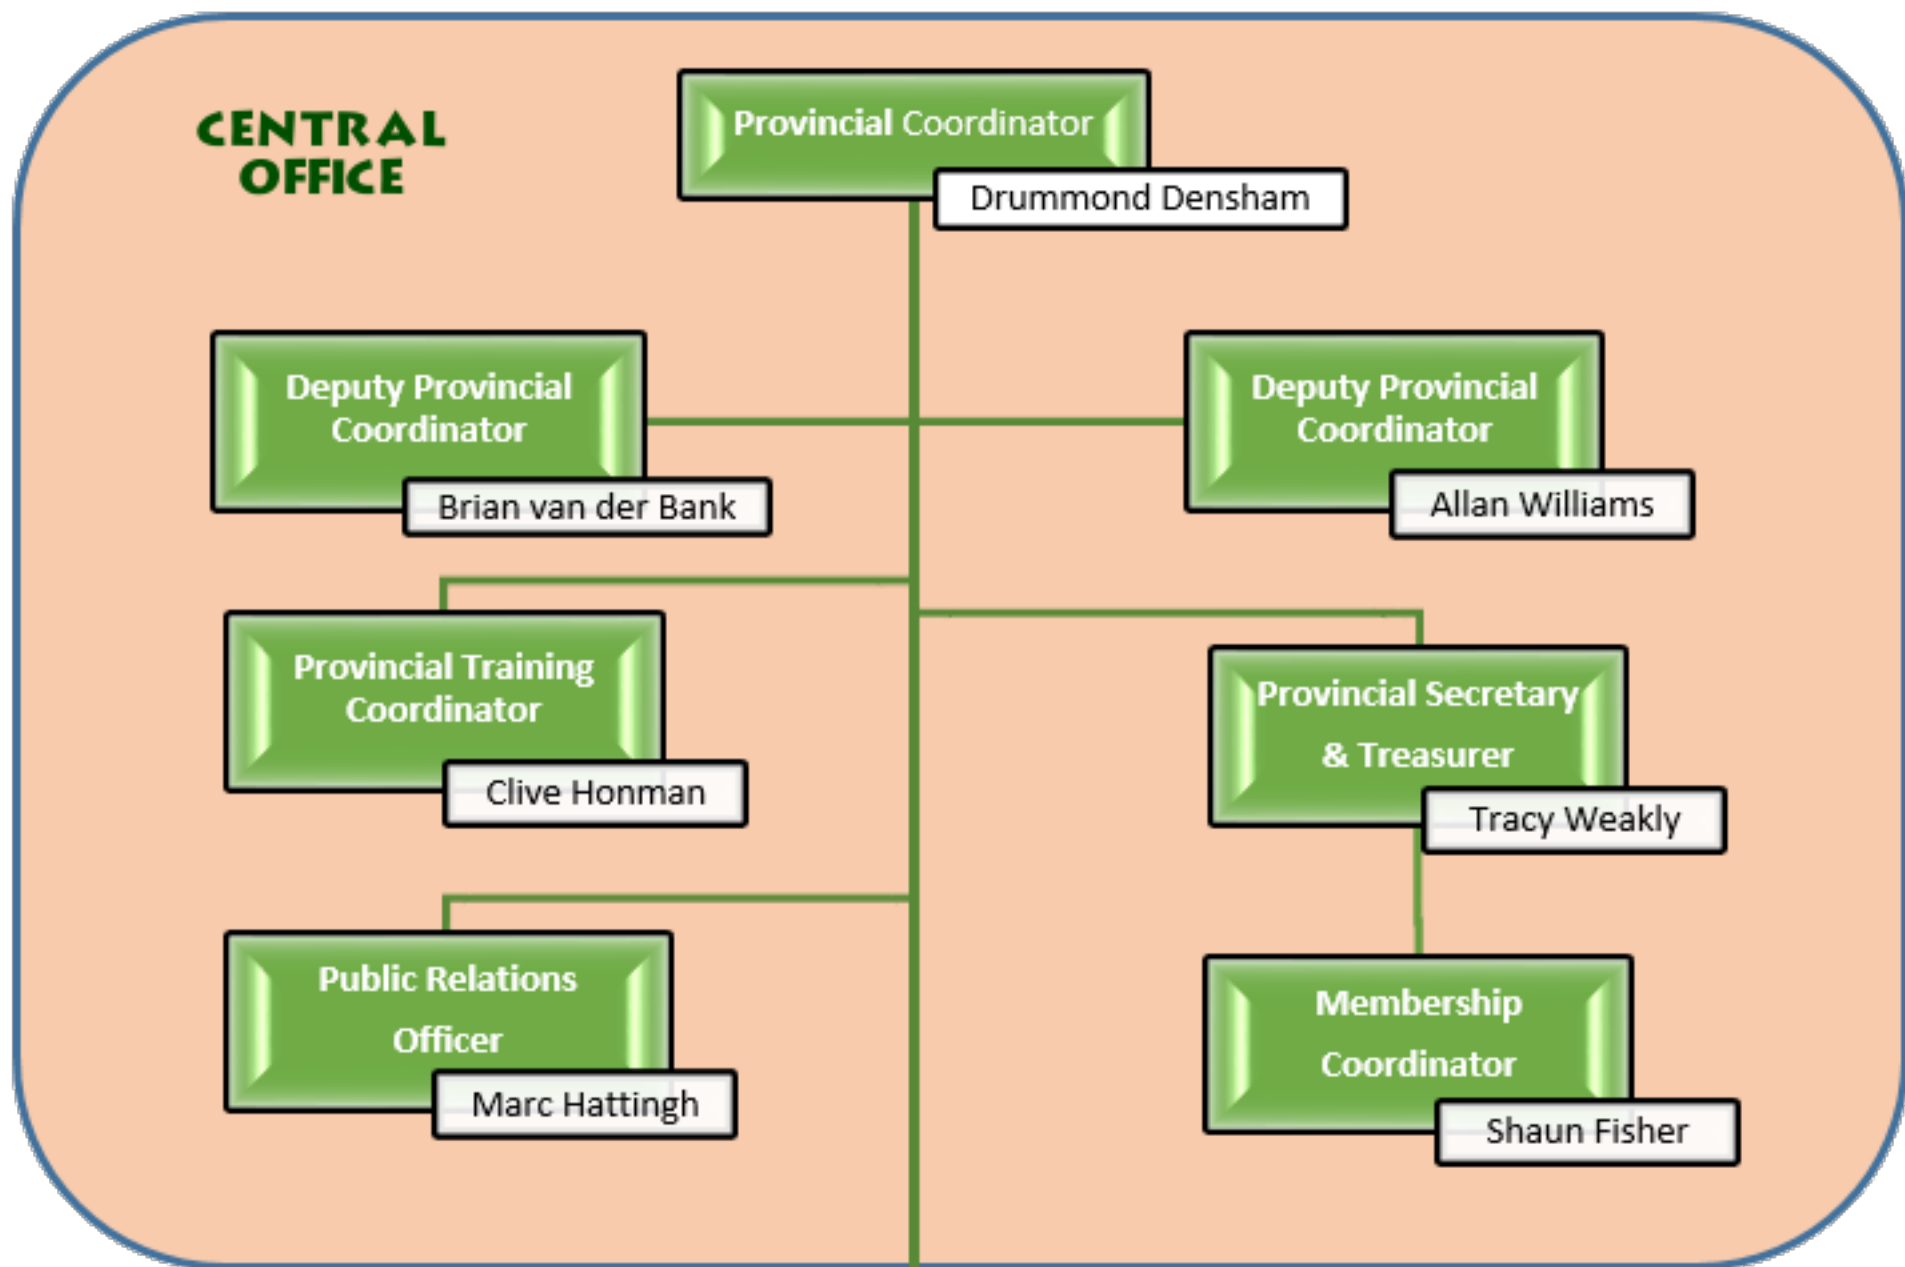 CENTRAL
OFFICE
Provincial Coordinator
Drummond Densham
Deputy Provincial
Coordinator
Brian van der Bank
Deputy Provincial
Coordinator
Allan Williams
Provincial Training
Coordinator
Clive Honman
Provincial Secretary
& Treasurer
Tracy Weakly
Public Relations
Officer
Marc Hattingh
Membership
Coordinator
Shaun Fisher